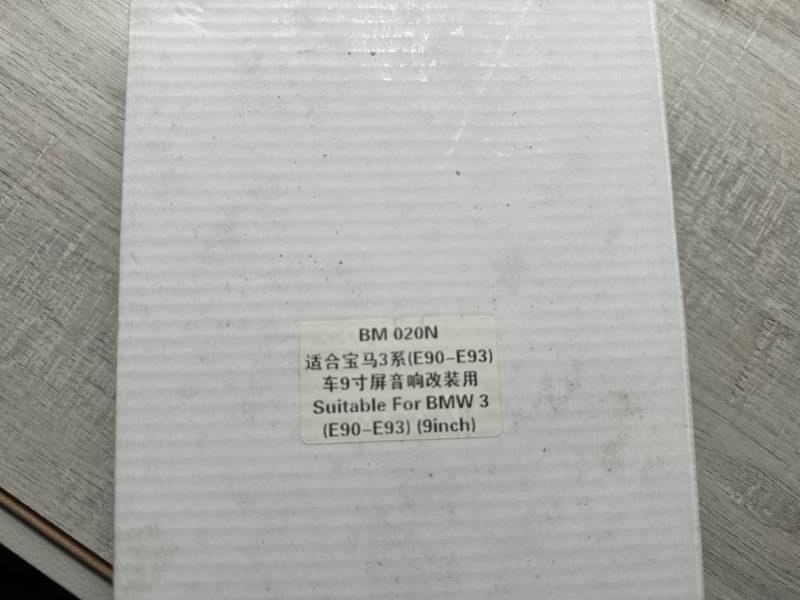 BM 020N
适合宝马3系(E90-E93)
车9寸屏音响改装用
Suitable For BMW 3
(E90-E93) (9inch)